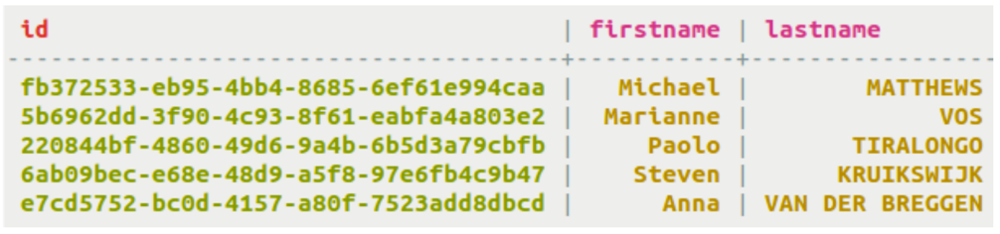 id | firstname | lastname
--------------------------------------+-----------+-----------------
fb372533-eb95-4bb4-8685-6ef61e994caa | Michael | MATTHEWS
5b6962dd-3f90-4c93-8f61-eabfa4a803e2 | Marianne | VOS
220844bf-4860-49d6-9a4b-6b5d3a79cbfb | Paolo | TIRALONGO
6ab09bec-e68e-48d9-a5f8-97e6fb4c9b47 | Steven | KRUIKSWIJK
e7cd5752-bc0d-4157-a80f-7523add8dbcd | Anna | VAN DER BREGGEN